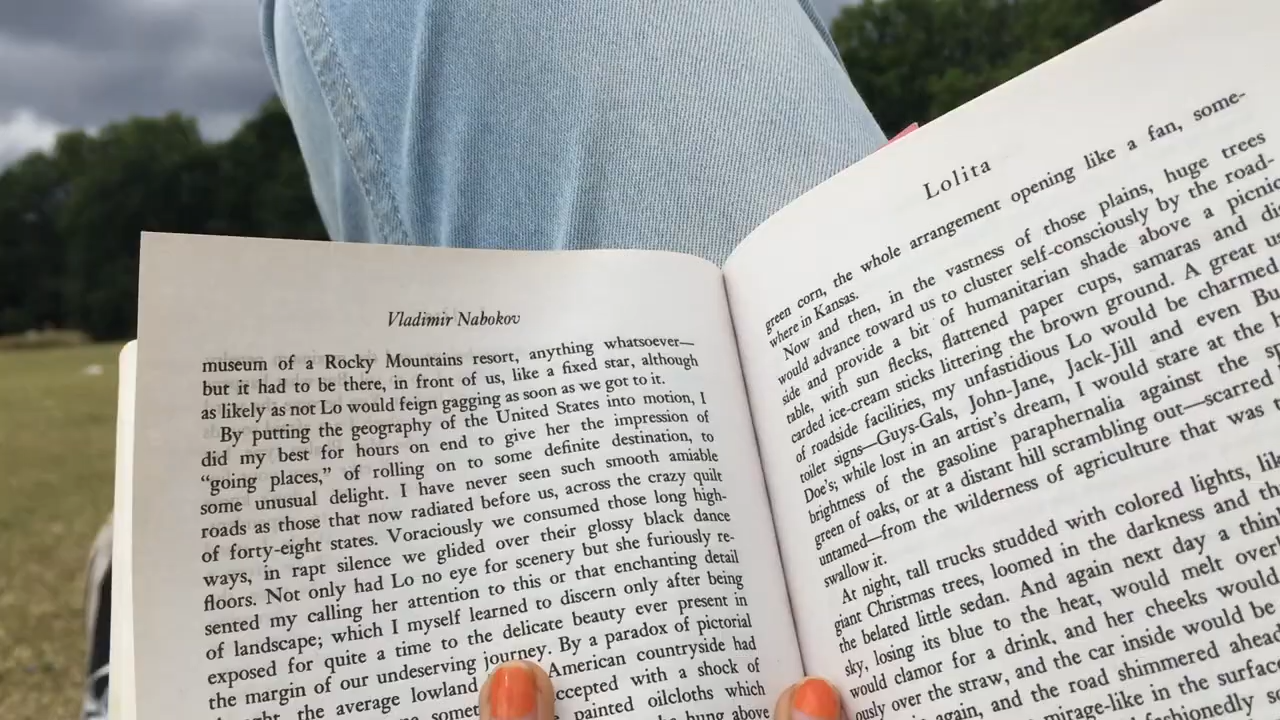 Vladimir Nabokov
museum of a Rocky Mountains resort, anything whatsoever—
but it had to be there, in front of us, like a fixed star, although
as likely as not Lo would feign gagging as soon as we got to it.
By putting the geography of the United States into motion, I
did my best for hours on end to give her the impression of
“going places,” of rolling on to some definite destination, to
some unusual delight. I have never seen such smooth amiable
roads as those that now radiated before us, across the crazy quilt
of forty-eight states. Voraciously we consumed those long high-
ways, in rapt silence we glided over their glossy black dance
floors. Not only had Lo no eye for scenery but she furiously re-
sented my calling her attention to this or that enchanting detail
of landscape; which I myself learned to discern only after being
exposed for quite a time to the delicate beauty ever present in
the margin of our undeserving journey. By a paradox of pictorial
the average lowland American countryside had
accepted with a shock of
painted oilcloths which
hung above
Lolita
green corn, the whole arrangement opening like a fan, some-
where in Kansas.
Now and then, in the vastness of those plains, huge trees
would advance toward us to cluster self-consciously by the road-
side and provide a bit of humanitarian shade above a picnic
table, with sun flecks, flattened paper cups, samaras and dis
carded ice-cream sticks littering the brown ground. A great u
of roadside facilities, my unfastidious Lo would be charmed
toilet signs—Guys-Gals, John-Jane, Jack-Jill and even Bu
Doe's; while lost in an artist's dream, I would stare at the h
brightness of the gasoline paraphernalia against the sp
green of oaks, or at a distant hill scrambling out—scarred
untamed—from the wilderness of agriculture that was t
swallow it.
At night, tall trucks studded with colored lights, lik
giant Christmas trees, loomed in the darkness and th
the belated little sedan. And again next day a thin
sky, losing its blue to the heat, would melt over
would clamor for a drink, and her cheeks would
ously over the straw, and the car inside would be
again, and the road shimmered ahead
mirage-like in the surface